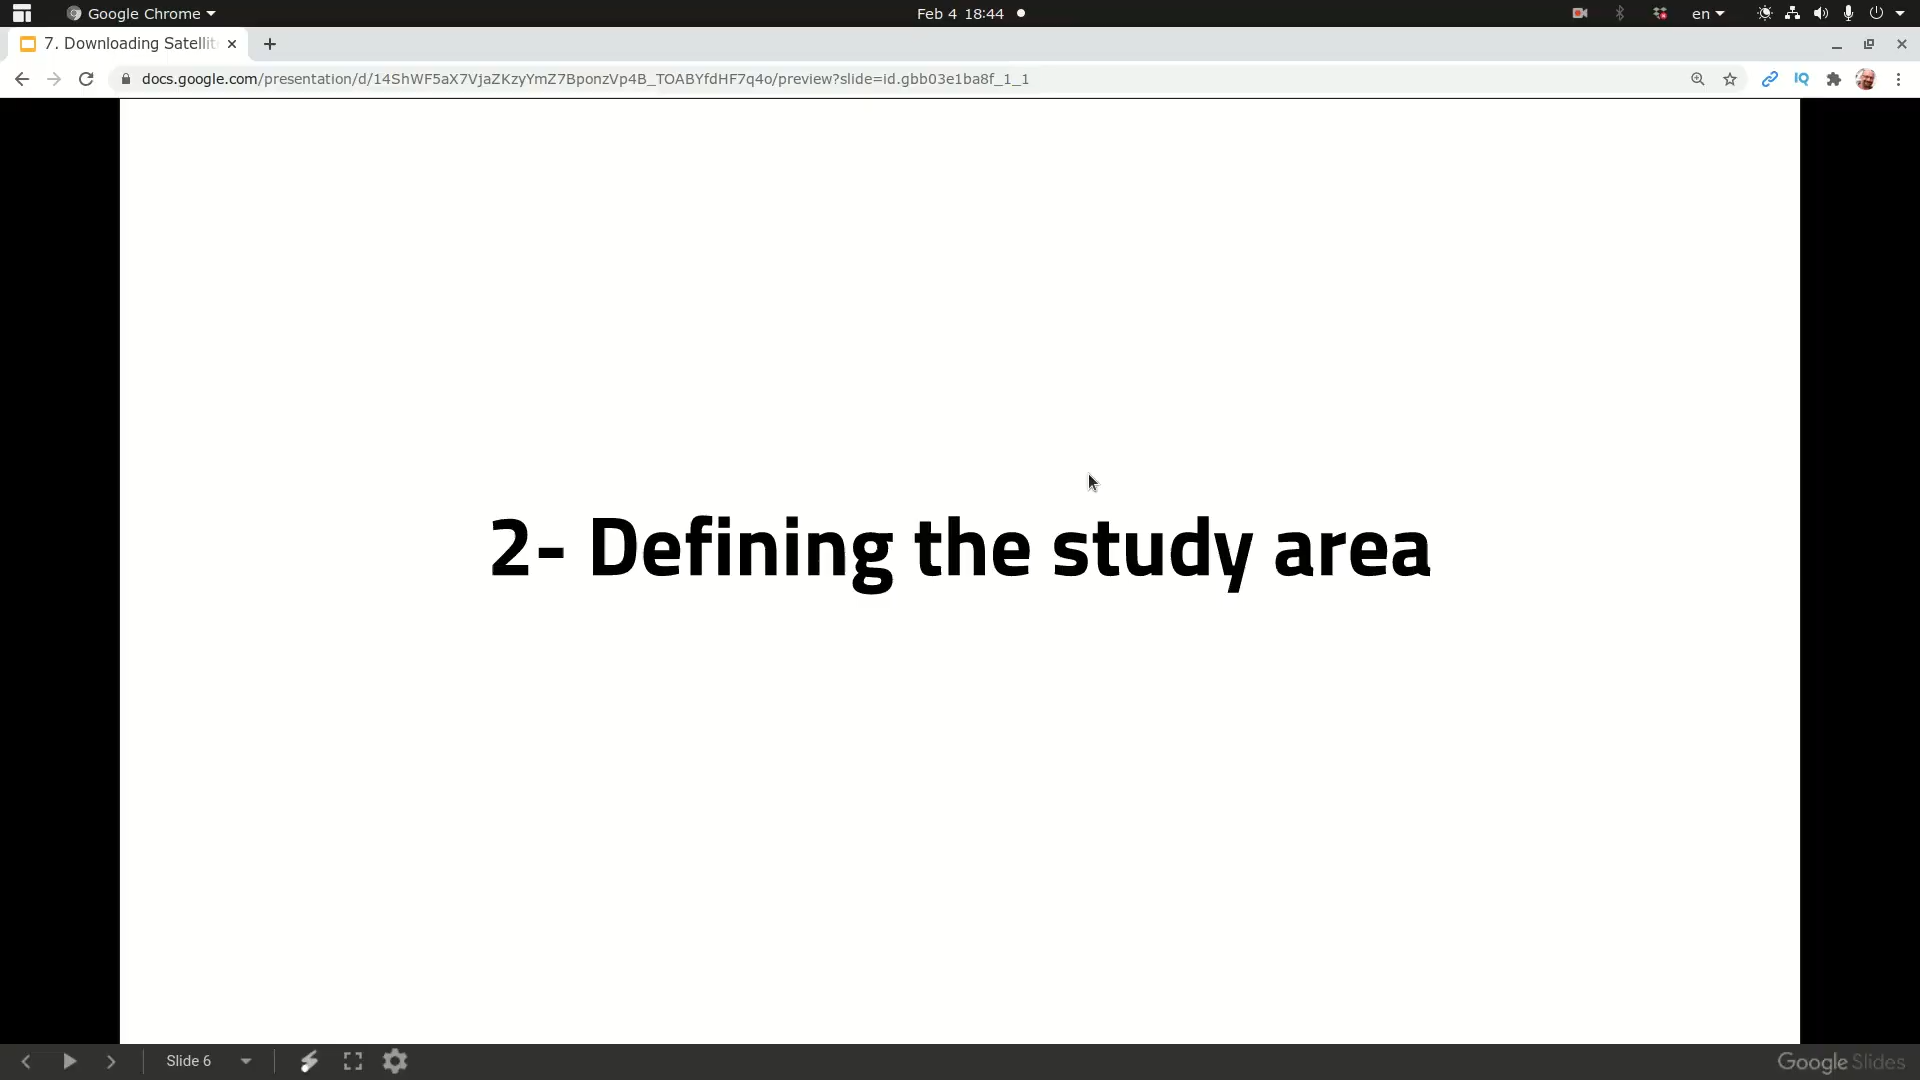 Google Chrome
Feb 4 18:44
en
7. Downloading Satellit
docs.google.com/presentation/d/14ShWF5aX7VjaZKzyYmZ7BponzVp4B_TOABYfdHF7q4o/preview?slide=id.gbb03e1ba8f_1_1
IQ
2- Defining the study area
Slide 6
Google Slides